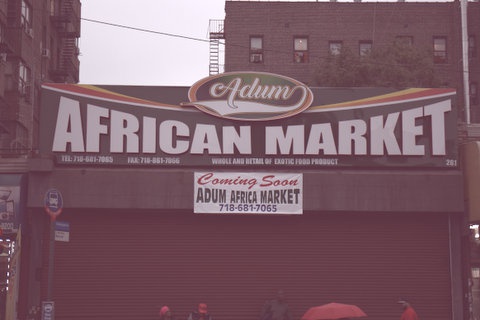 Adum
AFRICAN MARKET
TEL: 718-681-7065 FAX: 718-681-7066 WHOLE AND RETAIL OF EXOTIC FOOD PRODUCT 261
Coming Soon
ADUM AFRICA MARKET
718-681-7065